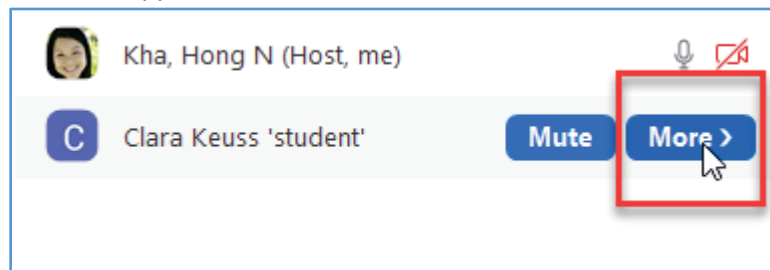 Kha, Hong N (Host, me)
C Clara Keuss 'student' Mute More >